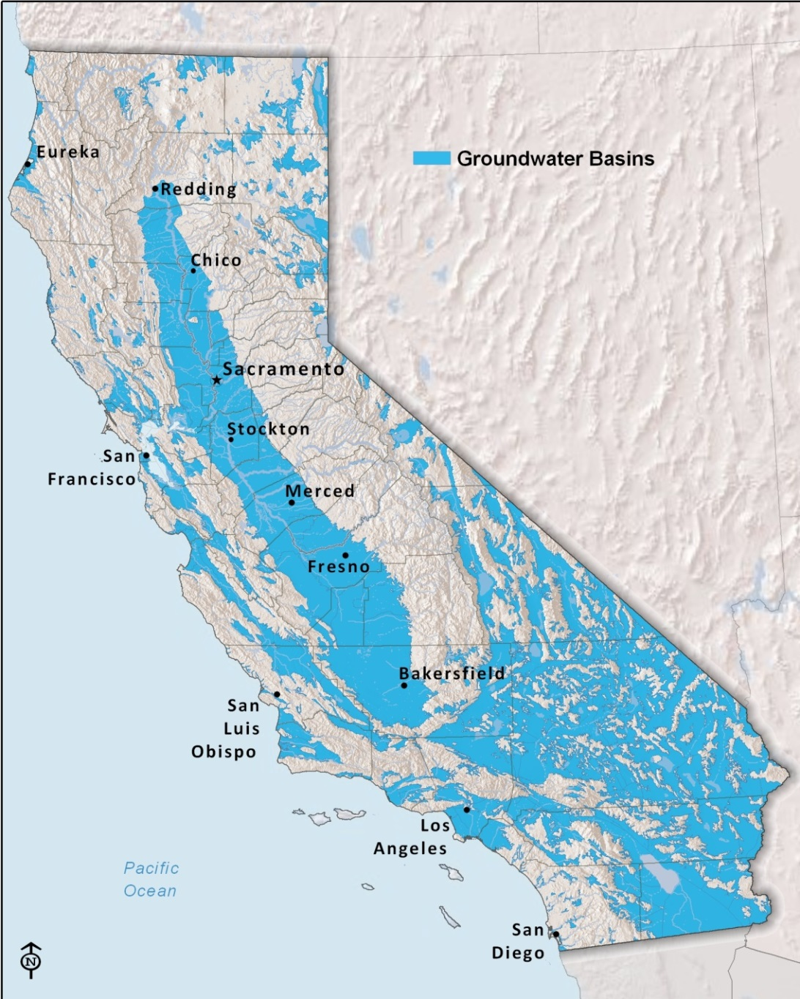 Eureka
Groundwater Basins
Redding
Chico
Sacramento
Stockton
San
Francisco
Merced
Fresno
Bakersfield
San
Luis
Obispo
Los
Angeles
Pacific
Ocean
San
Diego
N